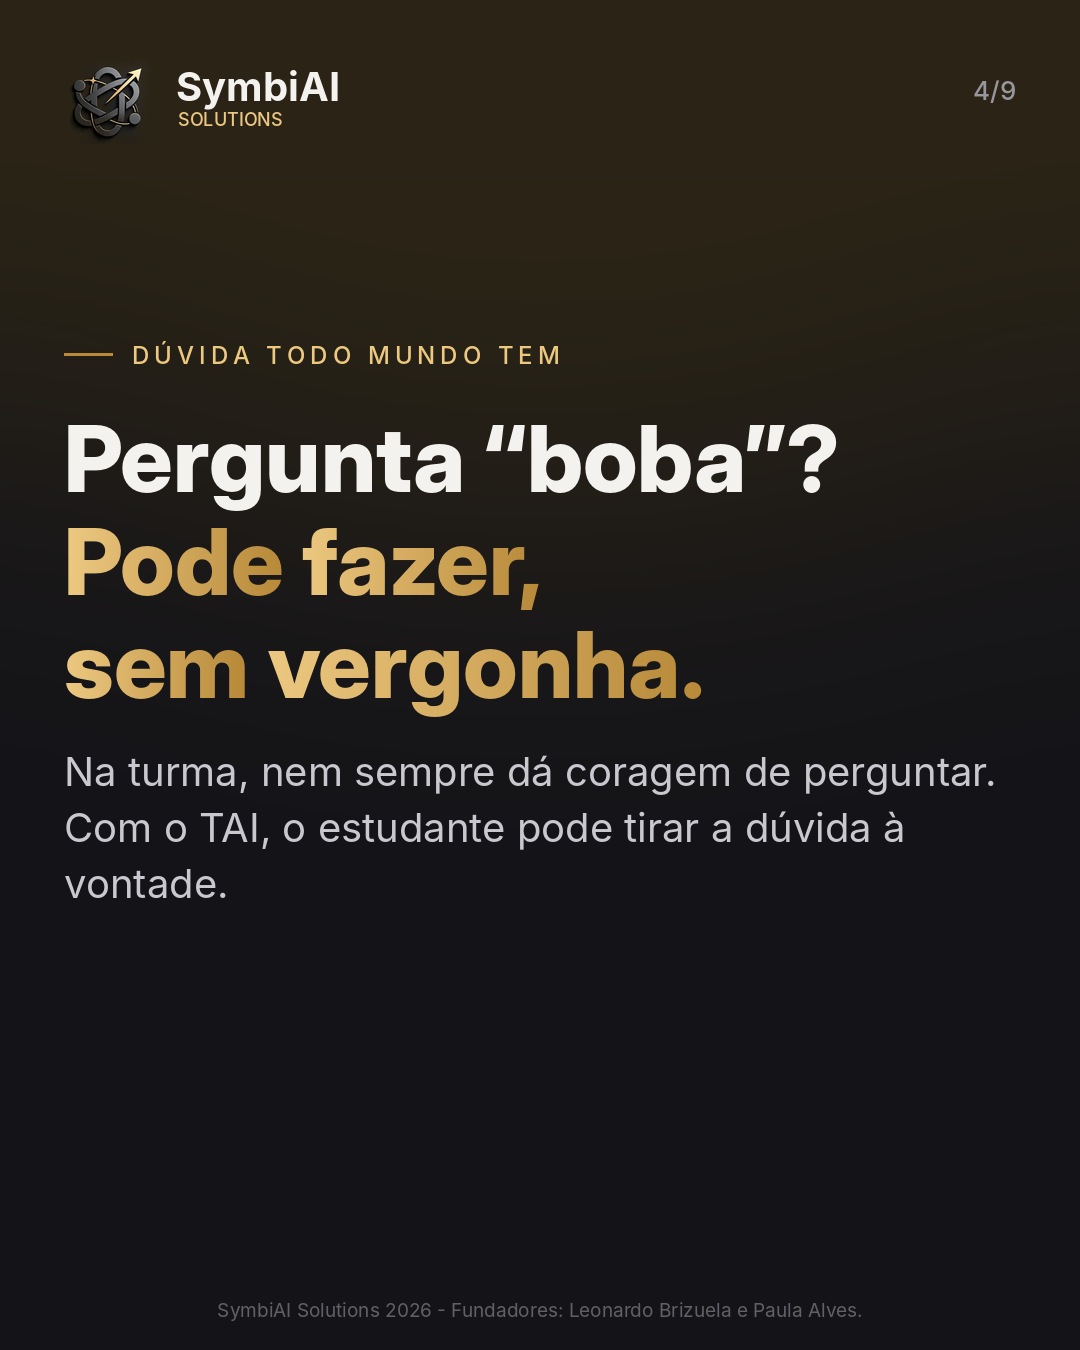 SymbiAI
SOLUTIONS
4/9
DÚVIDA TODO MUNDO TEM
Pergunta “boba”?
Pode fazer,
sem vergonha.
Na turma, nem sempre dá coragem de perguntar.
Com o TAI, o estudante pode tirar a dúvida à
vontade.
SymbiAI Solutions 2026 - Fundadores: Leonardo Brizuela e Paula Alves.